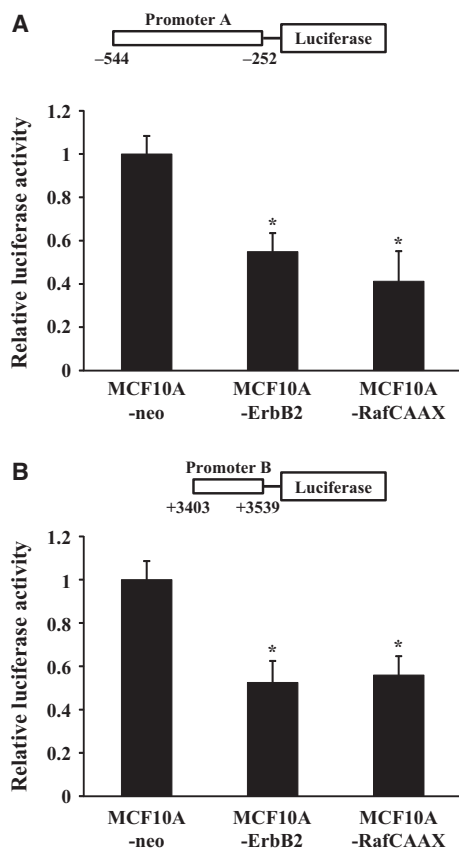 A
Promoter A
Luciferase
–544
–252
Relative luciferase activity
1.2
1
0.8
0.6
0.4
0.2
0
*
*
MCF10A
-neo
MCF10A
-ErbB2
MCF10A
-RafCAAX
B
Promoter B
Luciferase
+3403
+3539
Relative luciferase activity
1.2
1
0.8
0.6
0.4
0.2
0
*
*
MCF10A
-neo
MCF10A
-ErbB2
MCF10A
-RafCAAX